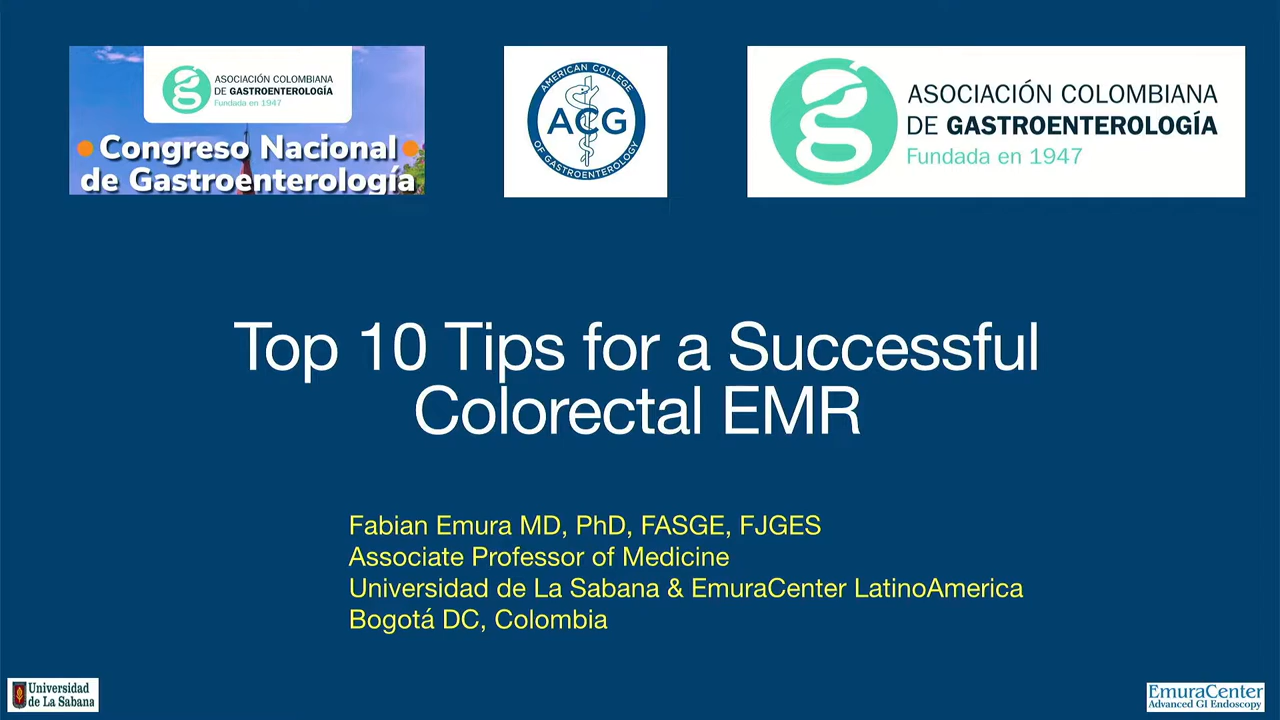 ASOCIACIÓN COLOMBIANA
DE GASTROENTEROLOGÍA
Fundada en 1947
Congreso Nacional
de Gastroenterología
AMERICAN COLLEGE
ACG
OF GASTROENTEROLOGY
ASOCIACIÓN COLOMBIANA
DE GASTROENTEROLOGÍA
Fundada en 1947
Top 10 Tips for a Successful
Colorectal EMR
Fabian Emura MD, PhD, FASGE, FJGES
Associate Professor of Medicine
Universidad de La Sabana & EmuraCenter LatinoAmerica
Bogotá DC, Colombia
Universidad
de La Sabana
EmuraCenter
Advanced GI Endoscopy